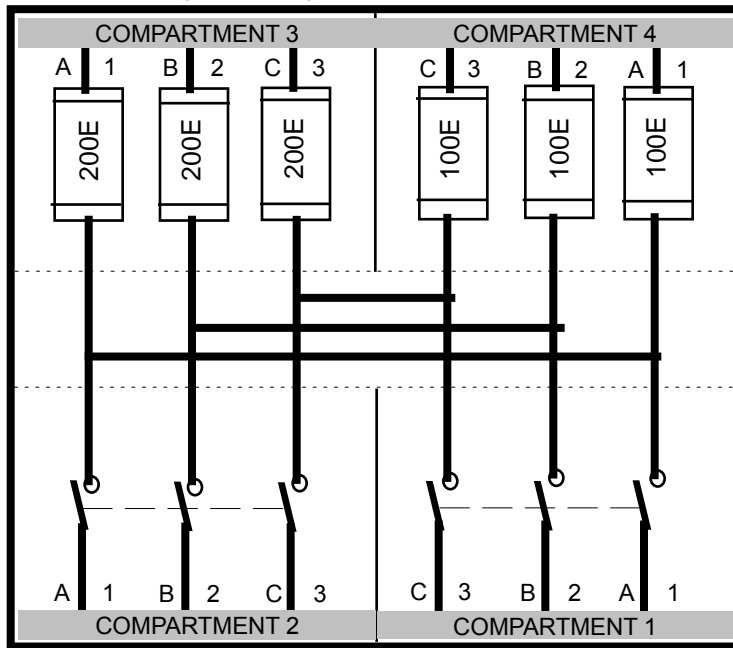 COMPARTMENT 3 COMPARTMENT 4
A 1 B 2 C 3 C 3 B 2 A 1
200E 200E 200E 100E 100E 100E
A 1 B 2 C 3 C 3 B 2 A 1
COMPARTMENT 2 COMPARTMENT 1